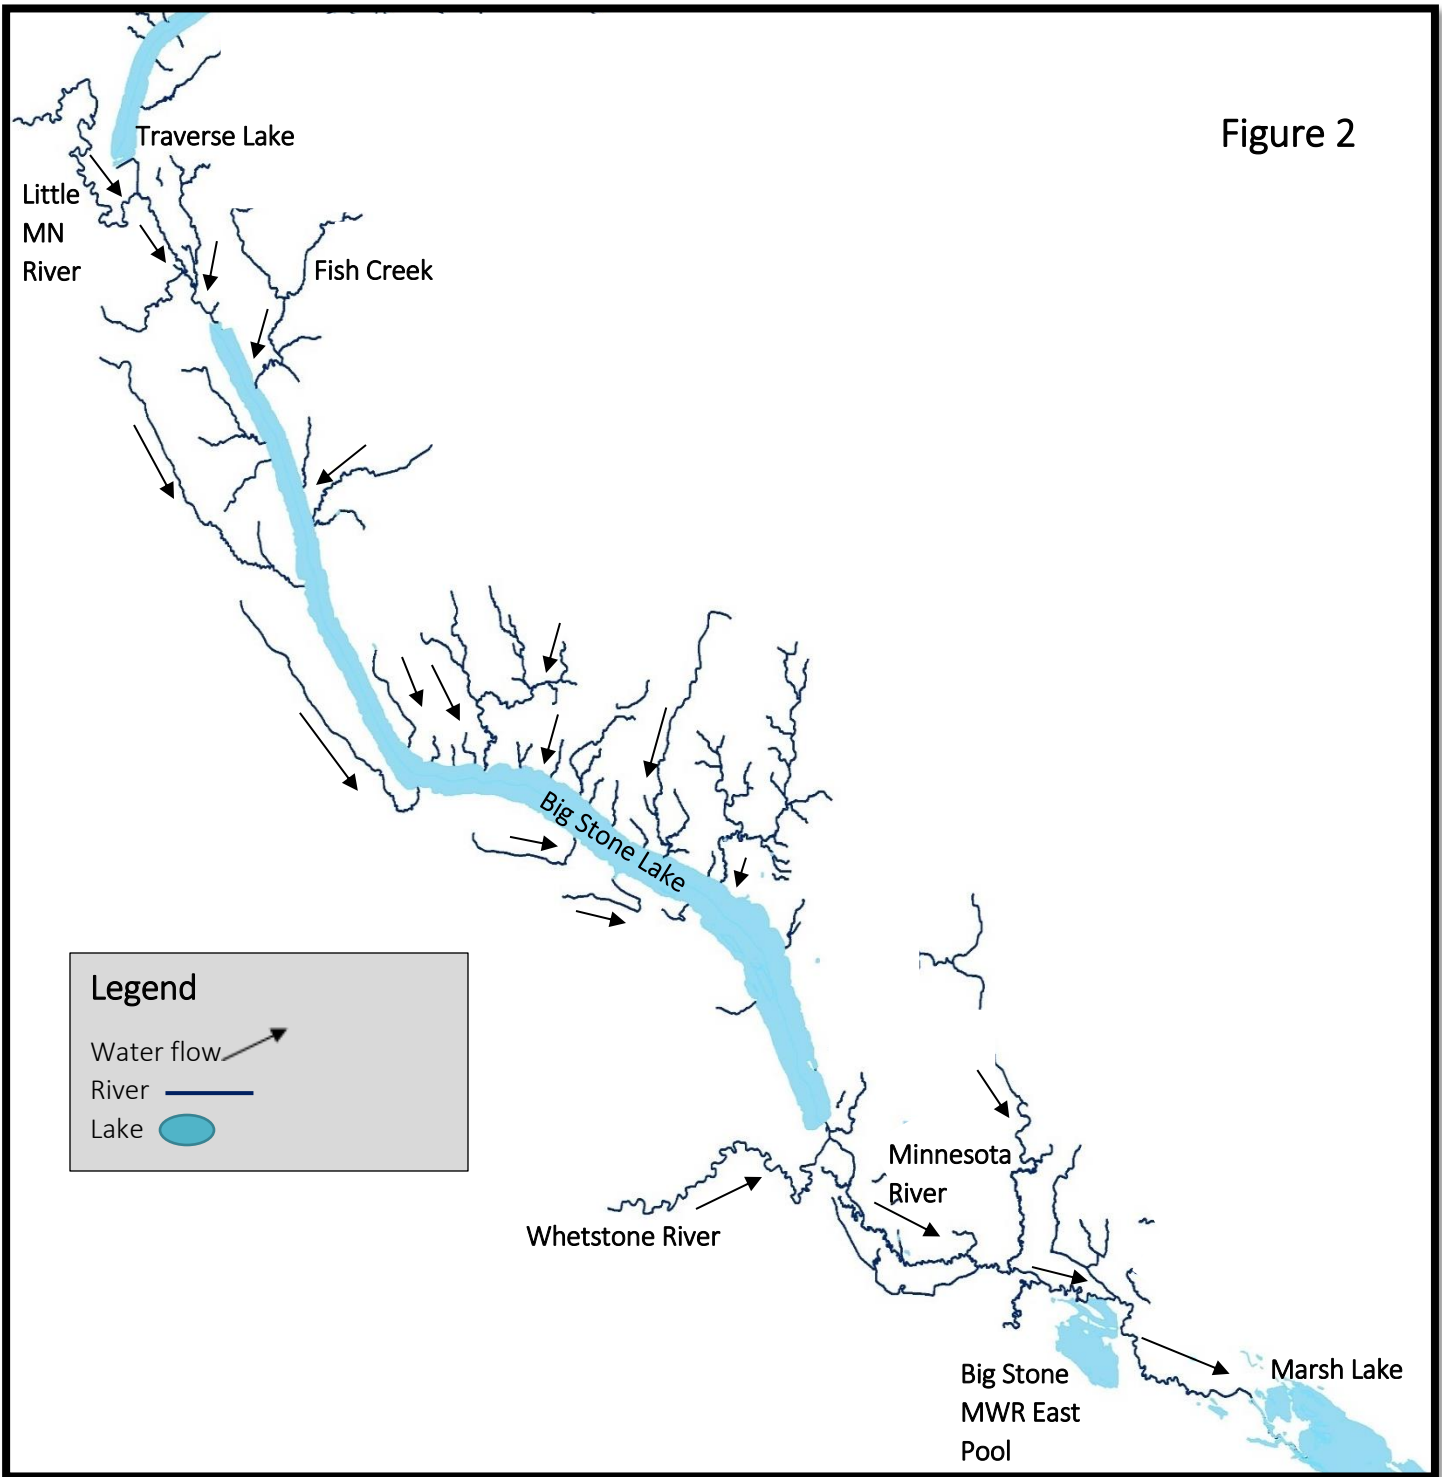 Figure 2
Traverse Lake
Little
MN
River
Fish Creek
Big Stone Lake
Legend
Water flow
River
Lake
Minnesota
River
Whetstone River
Big Stone
MWR East
Pool
Marsh Lake